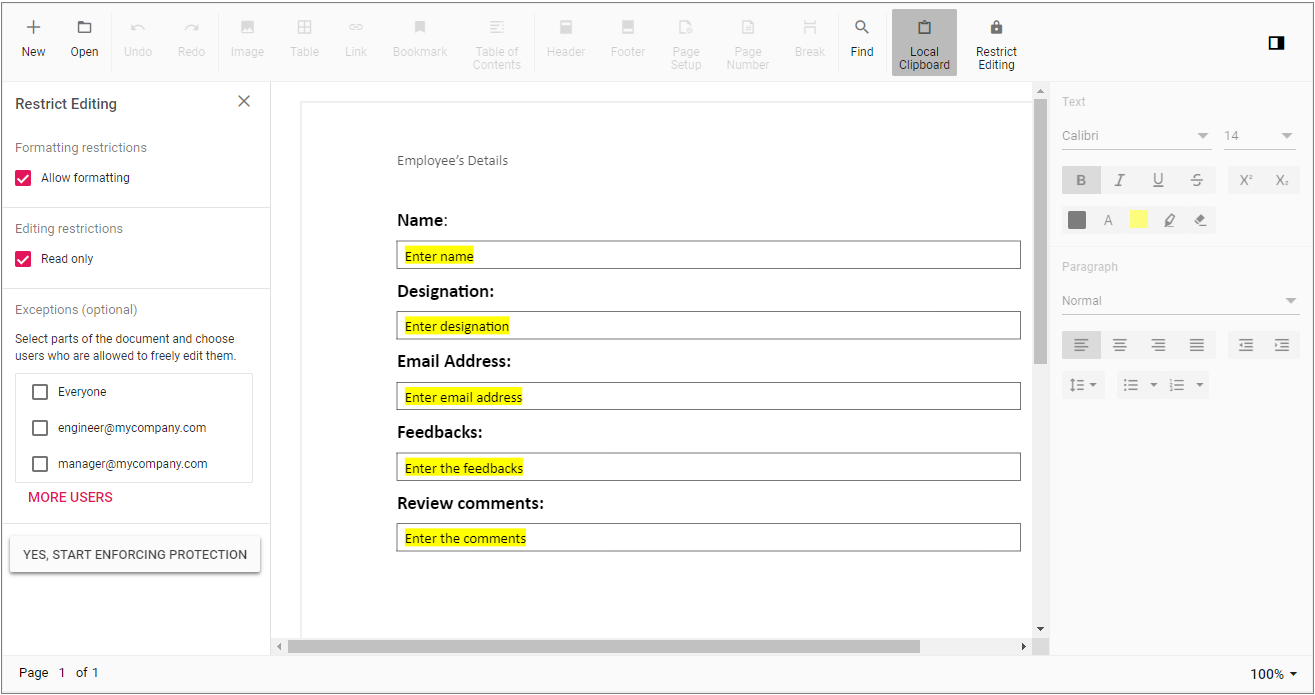 New
Open
Undo
Redo
Image
Table
Link
Bookmark
Table of
Contents
Header
Footer
Page
Setup
Page
Number
Break
Find
Local
Clipboard
Restrict
Editing
Restrict Editing
Formatting restrictions
Allow formatting
Editing restrictions
Read only
Exceptions (optional)
Select parts of the document and choose
users who are allowed to freely edit them.
Everyone
engineer@mycompany.com
manager@mycompany.com
MORE USERS
YES, START ENFORCING PROTECTION
Employee’s Details
Name:
Enter name
Designation:
Enter designation
Email Address:
Enter email address
Feedbacks:
Enter the feedbacks
Review comments:
Enter the comments
Text
Calibri 14
B I U S X² X₂
A
Paragraph
Normal
Page 1 of 1
100%